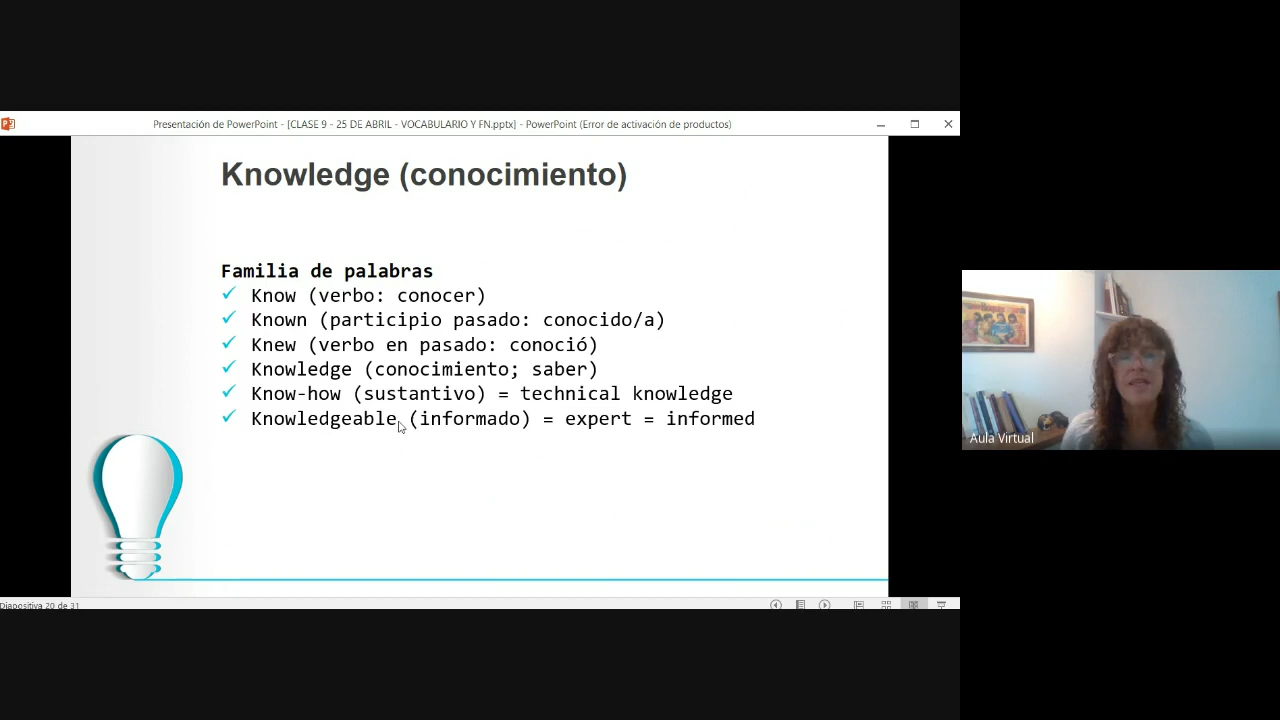 Presentación de PowerPoint - [CLASE 9 - 25 DE ABRIL - VOCABULARIO Y FN.pptx] - PowerPoint (Error de activación de productos)
Knowledge (conocimiento)
Familia de palabras
Know (verbo: conocer)
Known (participio pasado: conocido/a)
Knew (verbo en pasado: conoció)
Knowledge (conocimiento; saber)
Know-how (sustantivo) = technical knowledge
Knowledgeable (informado) = expert = informed
Aula Virtual
Diapositiva 20 de 31